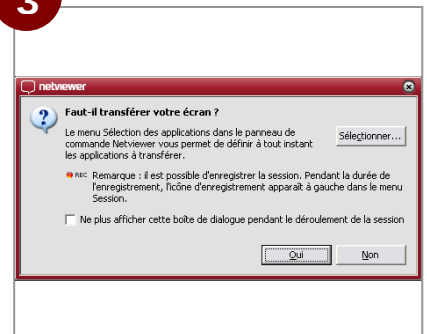 3
netviewer
Faut-il transférer votre écran ?
Le menu Sélection des applications dans le panneau de
commande Netviewer vous permet de définir à tout instant
les applications à transférer.
Sélectionner...
REC Remarque : il est possible d'enregistrer la session. Pendant la durée de
l'enregistrement, l'icône d'enregistrement apparaît à gauche dans le menu
Session.
Ne plus afficher cette boîte de dialogue pendant le déroulement de la session
Oui Non